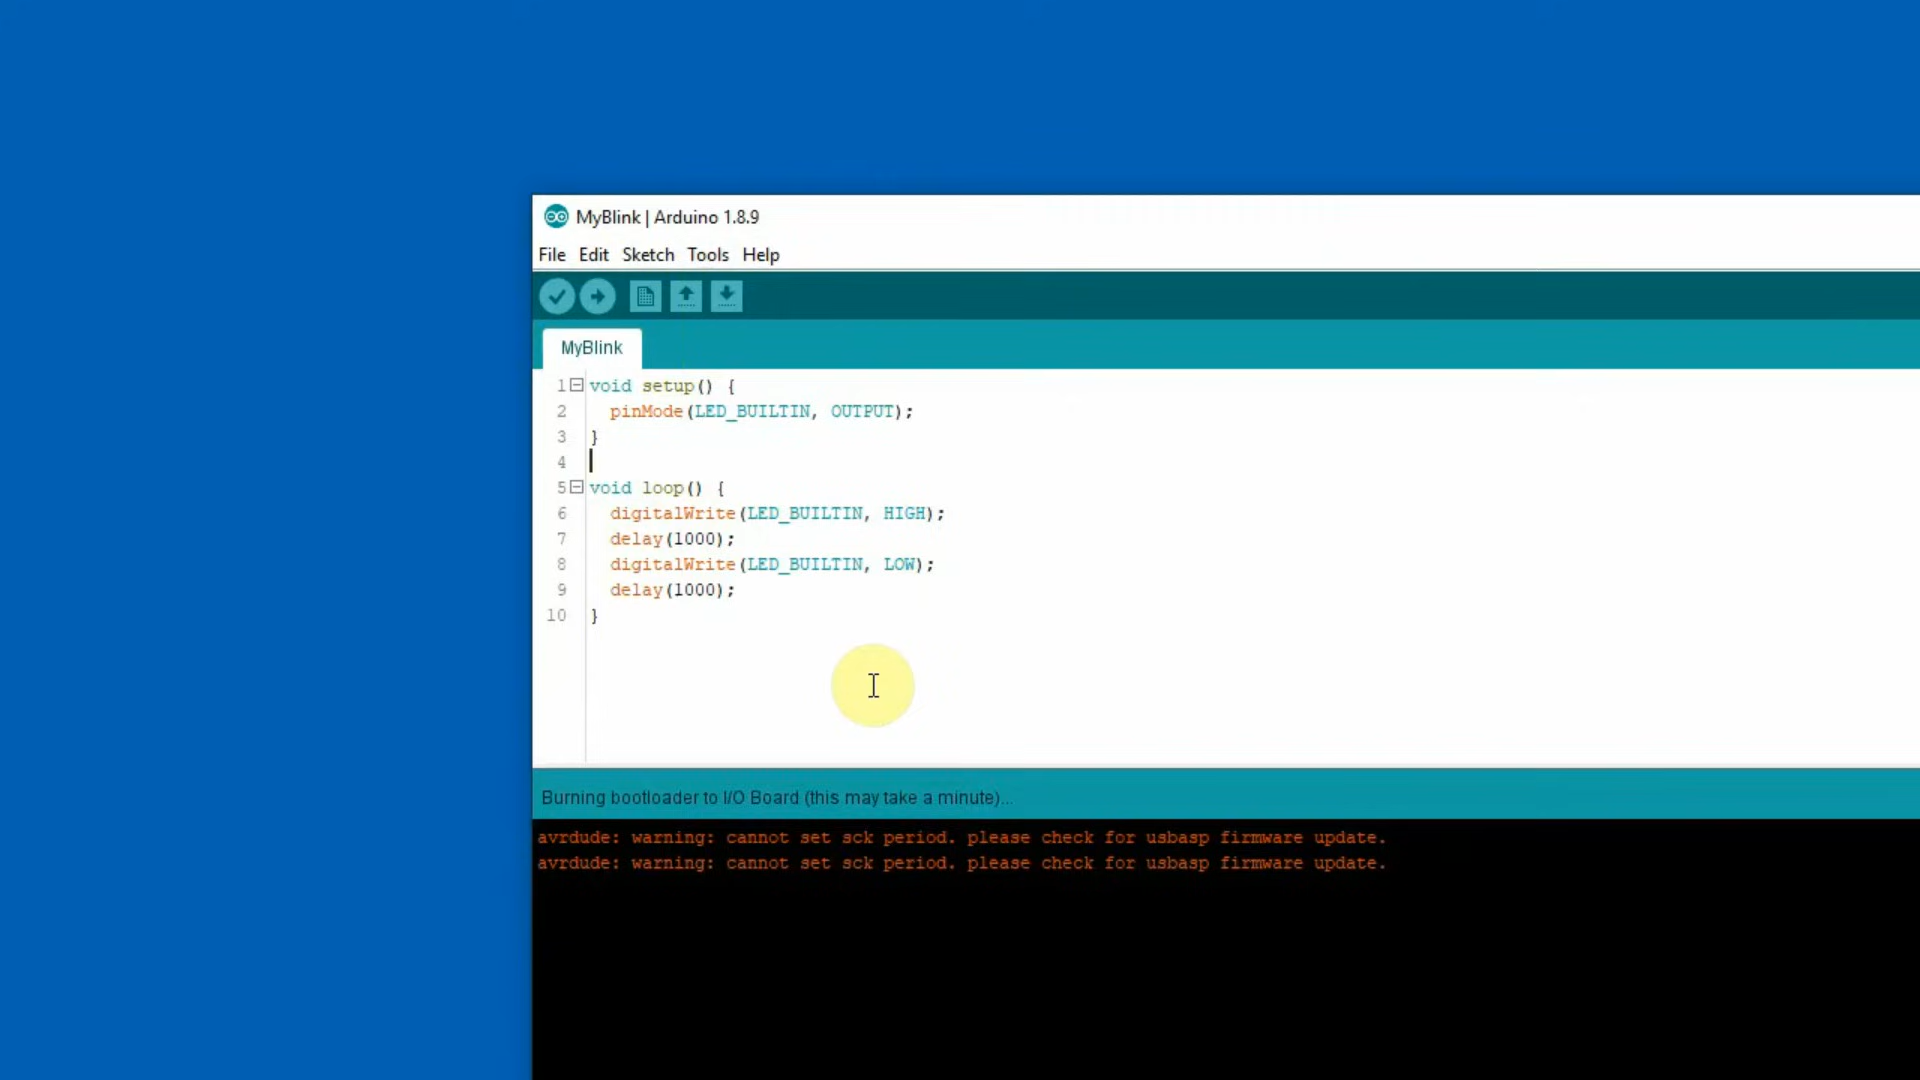 MyBlink | Arduino 1.8.9
File Edit Sketch Tools Help
MyBlink
1 void setup() {
2 pinMode(LED_BUILTIN, OUTPUT);
3 }
4
5 void loop() {
6 digitalWrite(LED_BUILTIN, HIGH);
7 delay(1000);
8 digitalWrite(LED_BUILTIN, LOW);
9 delay(1000);
10 }
Burning bootloader to I/O Board (this may take a minute)...
avrdude: warning: cannot set sck period. please check for usbasp firmware update.
avrdude: warning: cannot set sck period. please check for usbasp firmware update.